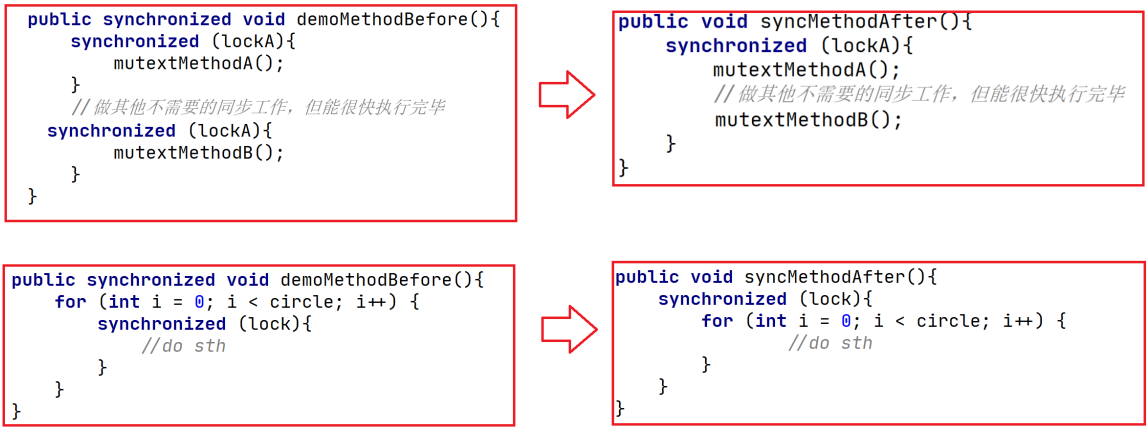 public synchronized void demoMethodBefore(){
synchronized (lockA){
mutextMethodA();
}
//做其他不需要的同步工作，但能很快执行完毕
synchronized (lockA){
mutextMethodB();
}
}
public void syncMethodAfter(){
synchronized (lockA){
mutextMethodA();
//做其他不需要的同步工作，但能很快执行完毕
mutextMethodB();
}
}
public synchronized void demoMethodBefore(){
for (int i = 0; i < circle; i++) {
synchronized (lock){
//do sth
}
}
}
public void syncMethodAfter(){
synchronized (lock){
for (int i = 0; i < circle; i++) {
//do sth
}
}
}